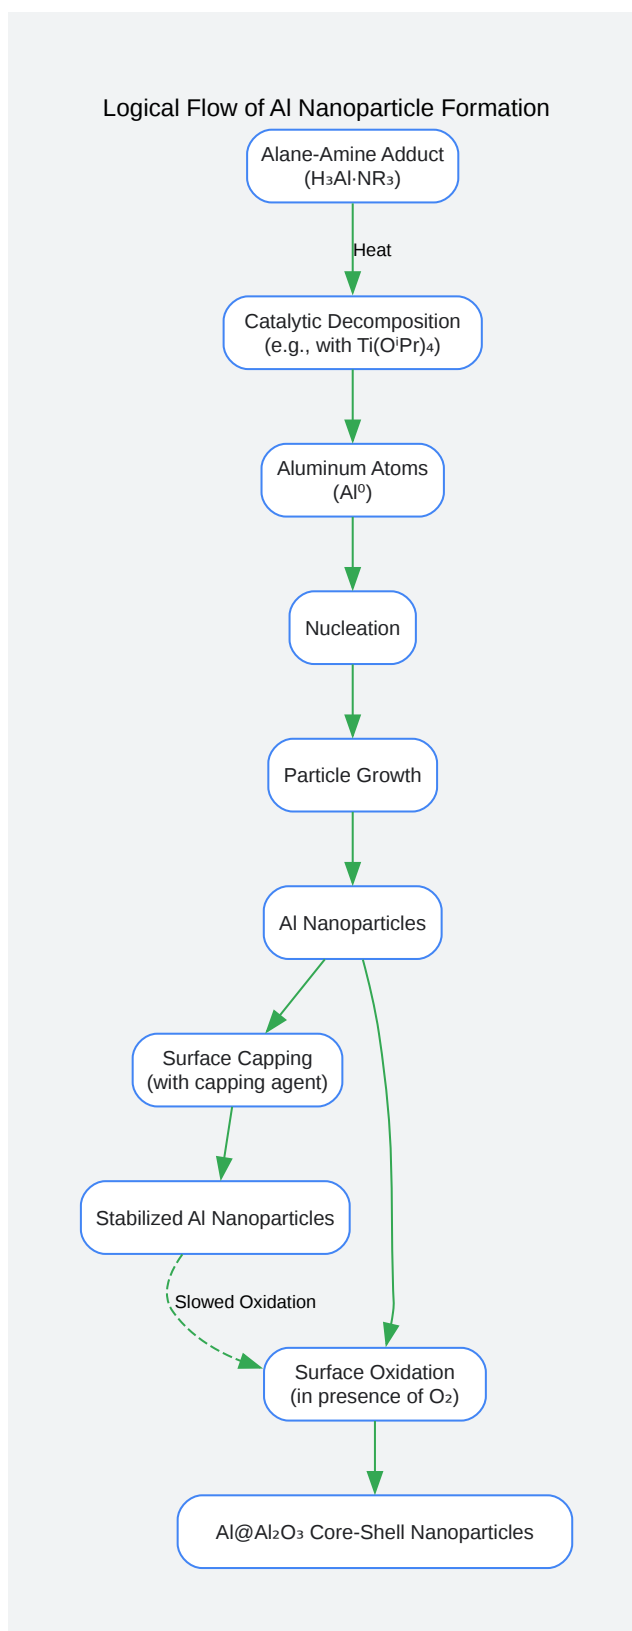 Logical Flow of Al Nanoparticle Formation
Alane-Amine Adduct
(H₃Al·NR₃)
Heat
Catalytic Decomposition
(e.g., with Ti(OⁱPr)₄)
Aluminum Atoms
(Al⁰)
Nucleation
Particle Growth
Al Nanoparticles
Surface Capping
(with capping agent)
Stabilized Al Nanoparticles
Slowed Oxidation
Surface Oxidation
(in presence of O₂)
Al@Al₂O₃ Core-Shell Nanoparticles